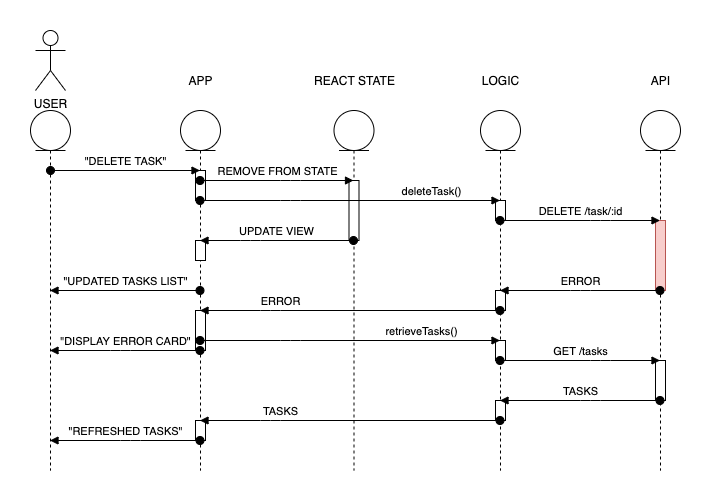 APP
REACT STATE
LOGIC
API
USER
"DELETE TASK"
REMOVE FROM STATE
deleteTask()
DELETE /task/:id
UPDATE VIEW
"UPDATED TASKS LIST"
ERROR
ERROR
retrieveTasks()
"DISPLAY ERROR CARD"
GET /tasks
TASKS
TASKS
"REFRESHED TASKS"